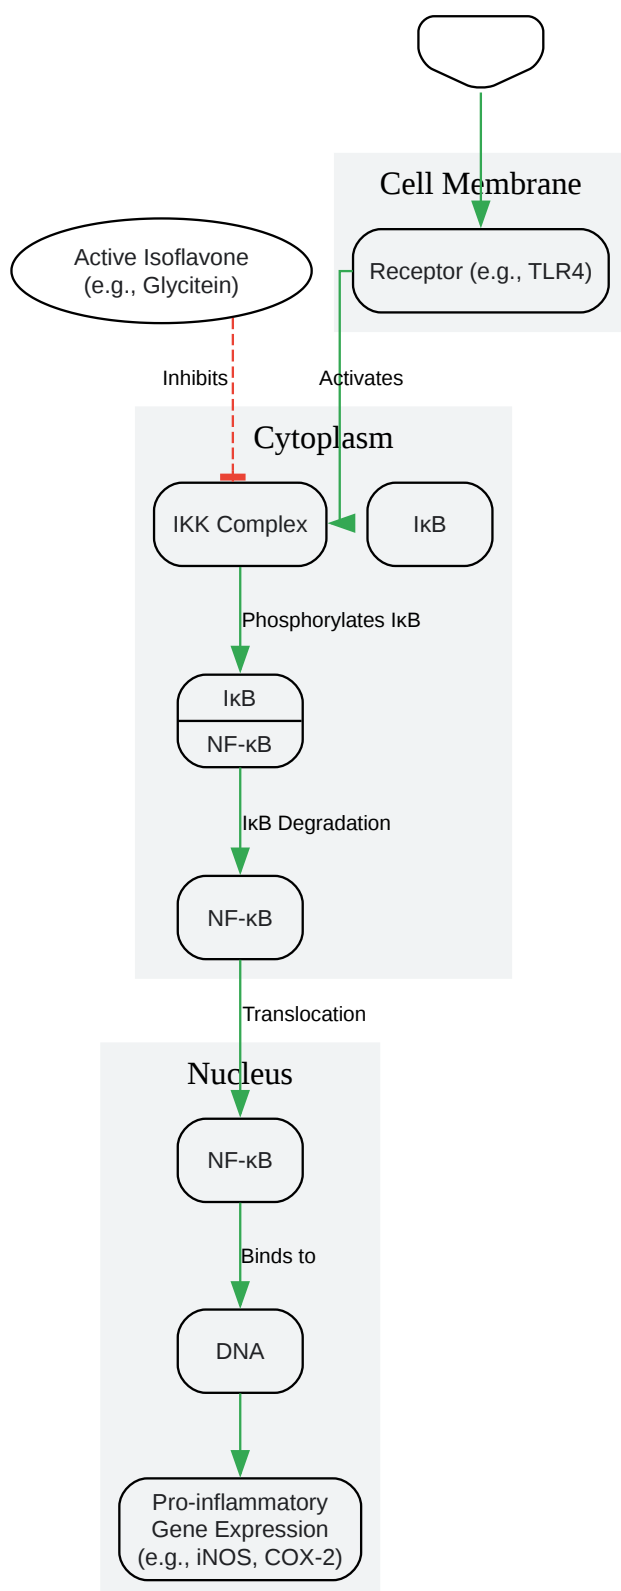 Cell Membrane
Active Isoflavone
(e.g., Glycitein)
Receptor (e.g., TLR4)
Inhibits
Activates
Cytoplasm
IKK Complex
IκB
Phosphorylates IκB
IκB
NF-κB
IκB Degradation
NF-κB
Translocation
Nucleus
NF-κB
Binds to
DNA
Pro-inflammatory
Gene Expression
(e.g., iNOS, COX-2)